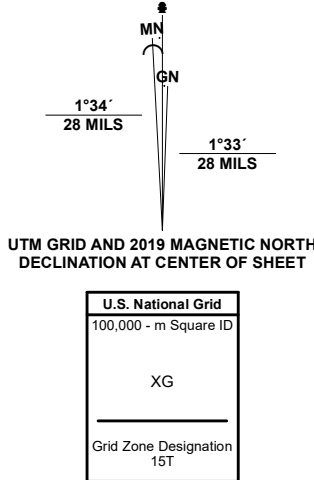 MN
GN
1°34´
28 MILS
1°33´
28 MILS
UTM GRID AND 2019 MAGNETIC NORTH
DECLINATION AT CENTER OF SHEET
U.S. National Grid
100,000 - m Square ID
XG
Grid Zone Designation
15T